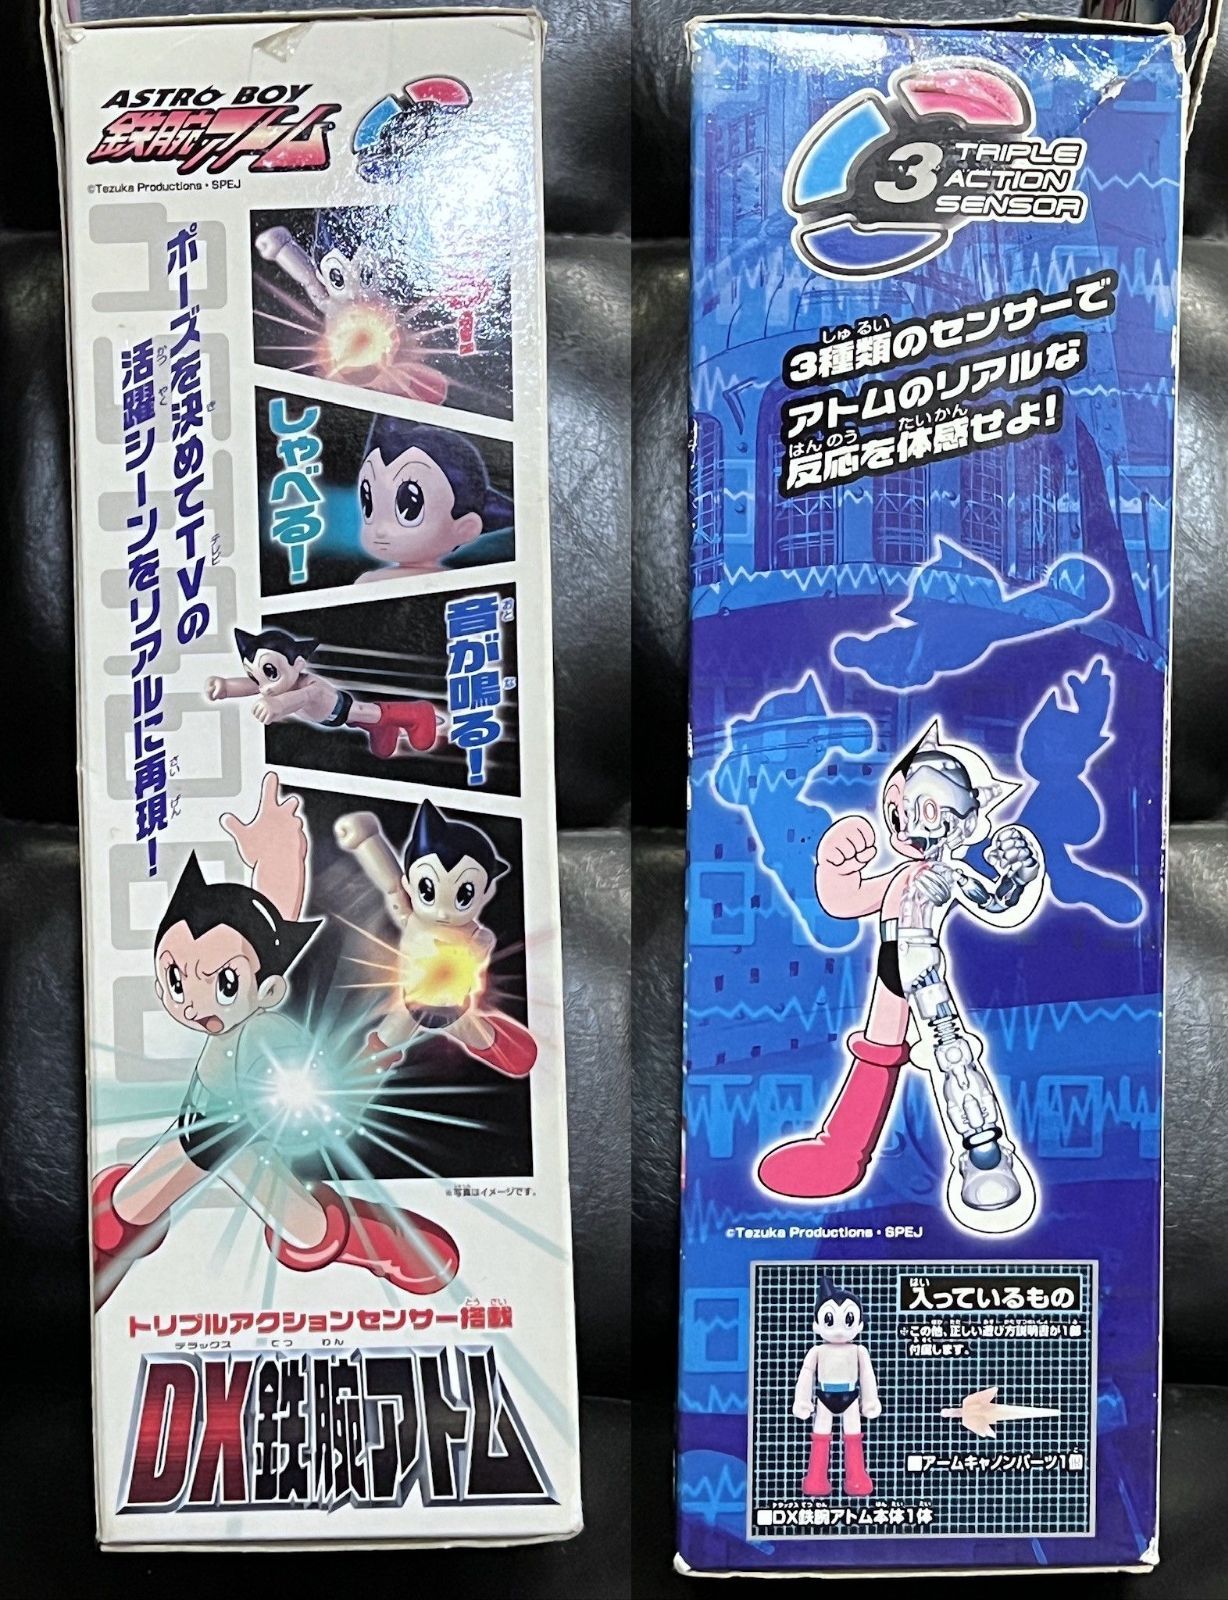 ASTRO BOY
鉄腕アトム
©Tezuka Productions・SPEJ
ポーズを決めてTVの
活躍シーンをリアルに再現!
しゃべる!
音が鳴る!
※写真はイメージです。
トリプルアクションセンサー搭載
DX鉄腕アトム
3 TRIPLE
ACTION
SENSOR
3種類のセンサーで
アトムのリアルな
反応を体感せよ!
©Tezuka Productions・SPEJ
入っているもの
※この他、正しい遊び方説明書が1部
付属します。
■アームキャノンパーツ1個
■DX鉄腕アトム本体1体